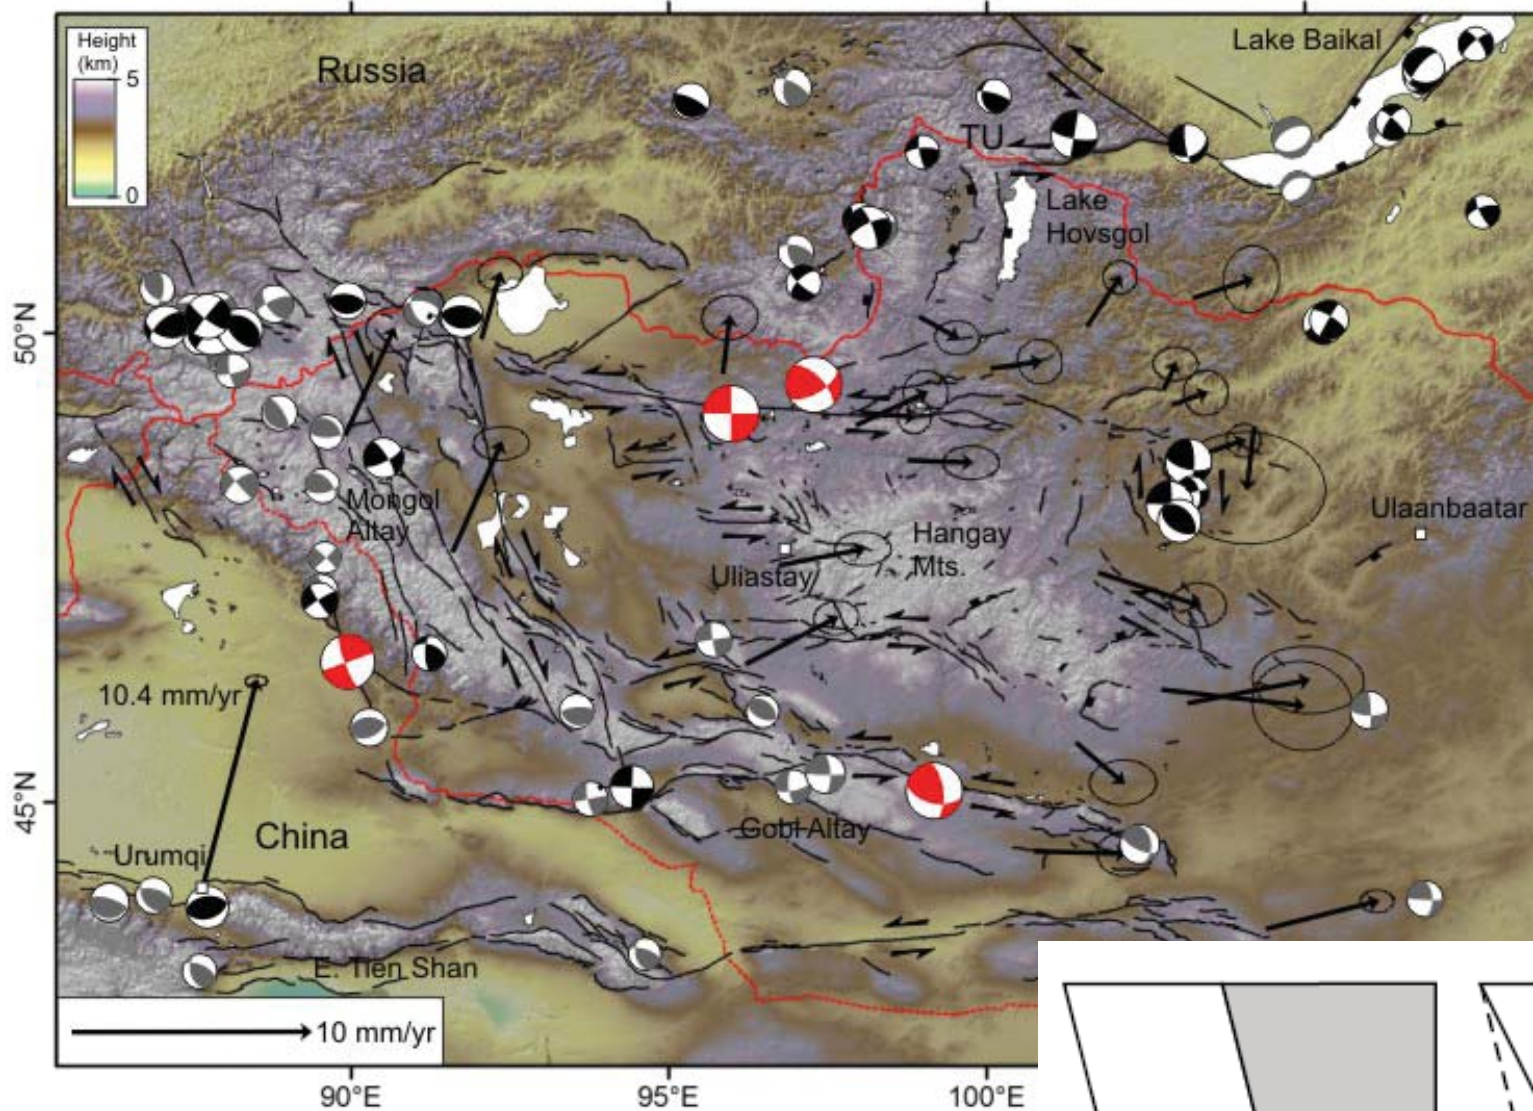 Height
(km)
5
0
Russia
Lake Baikal
TU
Lake
Hovsgol
50°N
Mongol
Altay
Hangay
Mts.
Ulaanbaatar
Uliastay
10.4 mm/yr
45°N
China
Gobi Altay
Urumqi
E. Tien Shan
10 mm/yr
90°E
95°E
100°E